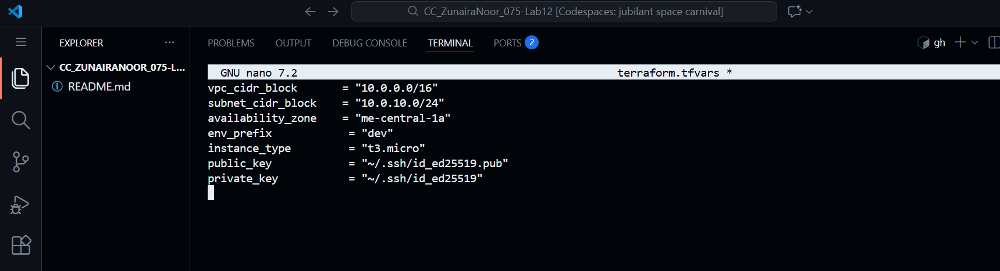 CC_ZunairaNoor_075-Lab12 [Codespaces: jubilant space carnival]
EXPLORER
CC_ZUNAIRANOOR_075-L...
README.md
PROBLEMS OUTPUT DEBUG CONSOLE TERMINAL PORTS 2
gh
GNU nano 7.2 terraform.tfvars *
vpc_cidr_block = "10.0.0.0/16"
subnet_cidr_block = "10.0.10.0/24"
availability_zone = "me-central-1a"
env_prefix = "dev"
instance_type = "t3.micro"
public_key = "~/.ssh/id_ed25519.pub"
private_key = "~/.ssh/id_ed25519"